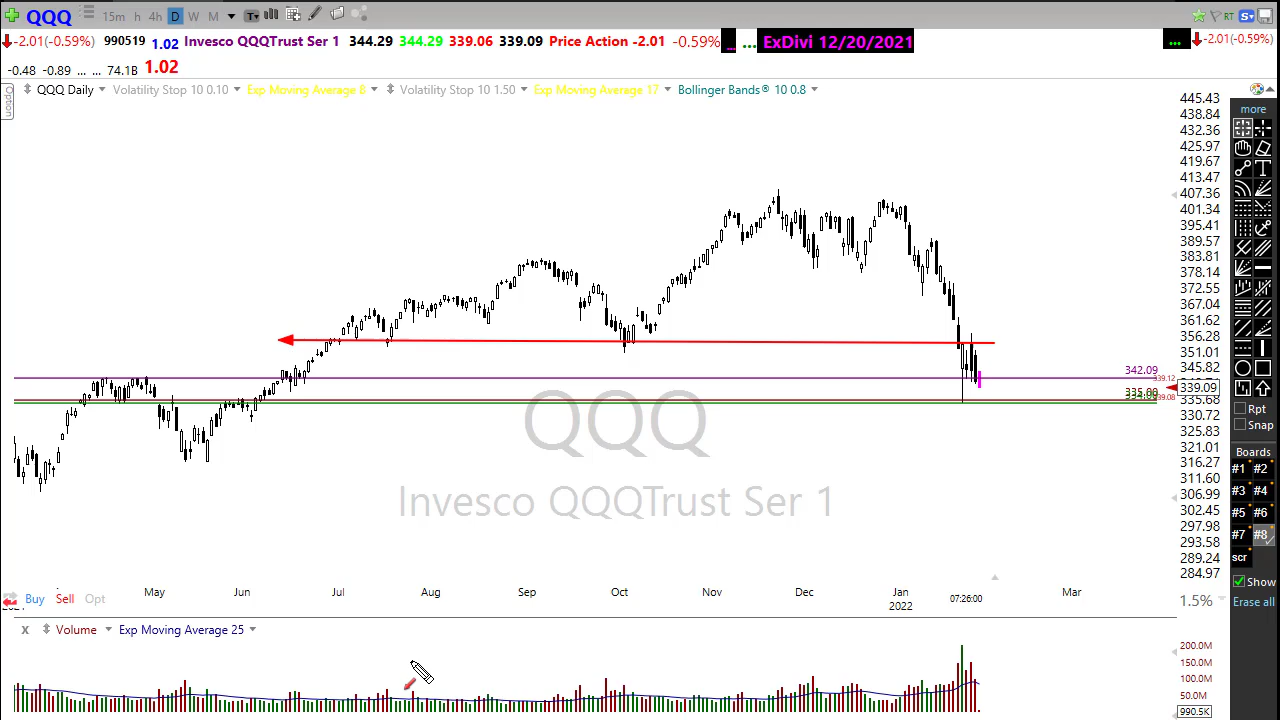 QQQ 15m h 4h D W M T RT S
-2.01(-0.59%) 990519 1.02 Invesco QQQTrust Ser 1 344.29 344.29 339.06 339.09 Price Action -2.01 -0.59% ... ... ExDivi 12/20/2021 ... -2.01(-0.59%)
-0.48 -0.89 ... ... 74.1B 1.02
Option
QQQ Daily Volatility Stop 10 0.10 Exp Moving Average 8 Volatility Stop 10 1.50 Exp Moving Average 17 Bollinger Bands® 10 0.8
445.43
438.84
432.36
425.97
419.67
413.47
407.36
401.34
395.41
389.57
383.81
378.14
372.55
367.04
361.62
356.28
351.01
345.82
342.09
339.12
339.09
335.00
339.08
335.68
330.72
325.83
321.01
316.27
311.60
306.99
302.45
297.98
293.58
289.24
284.97
QQQ
Invesco QQQTrust Ser 1
more
T
Rpt
Snap
Boards
#1 #2
#3 #4
#5 #6
#7 #8
scr
Show
Erase all
Buy Sell Opt
May Jun Jul Aug Sep Oct Nov Dec Jan Mar
2022 07:26:00
1.5%
X Volume Exp Moving Average 25
200.0M
150.0M
100.0M
50.0M
990.5K